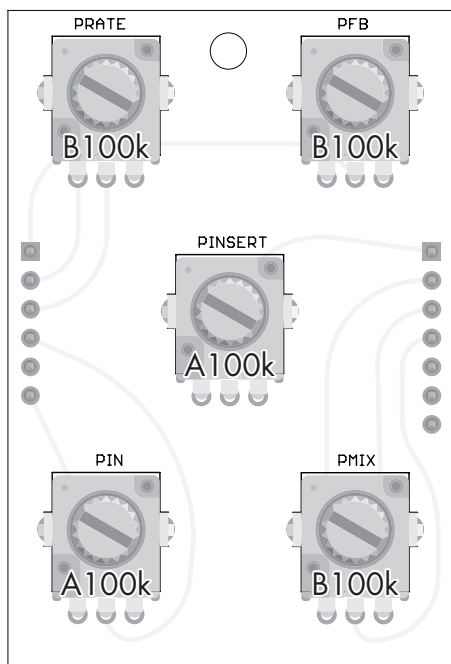 PRATE
PFB
B100k
B100k
PINSERT
A100k
PIN
PMIX
A100k
B100k